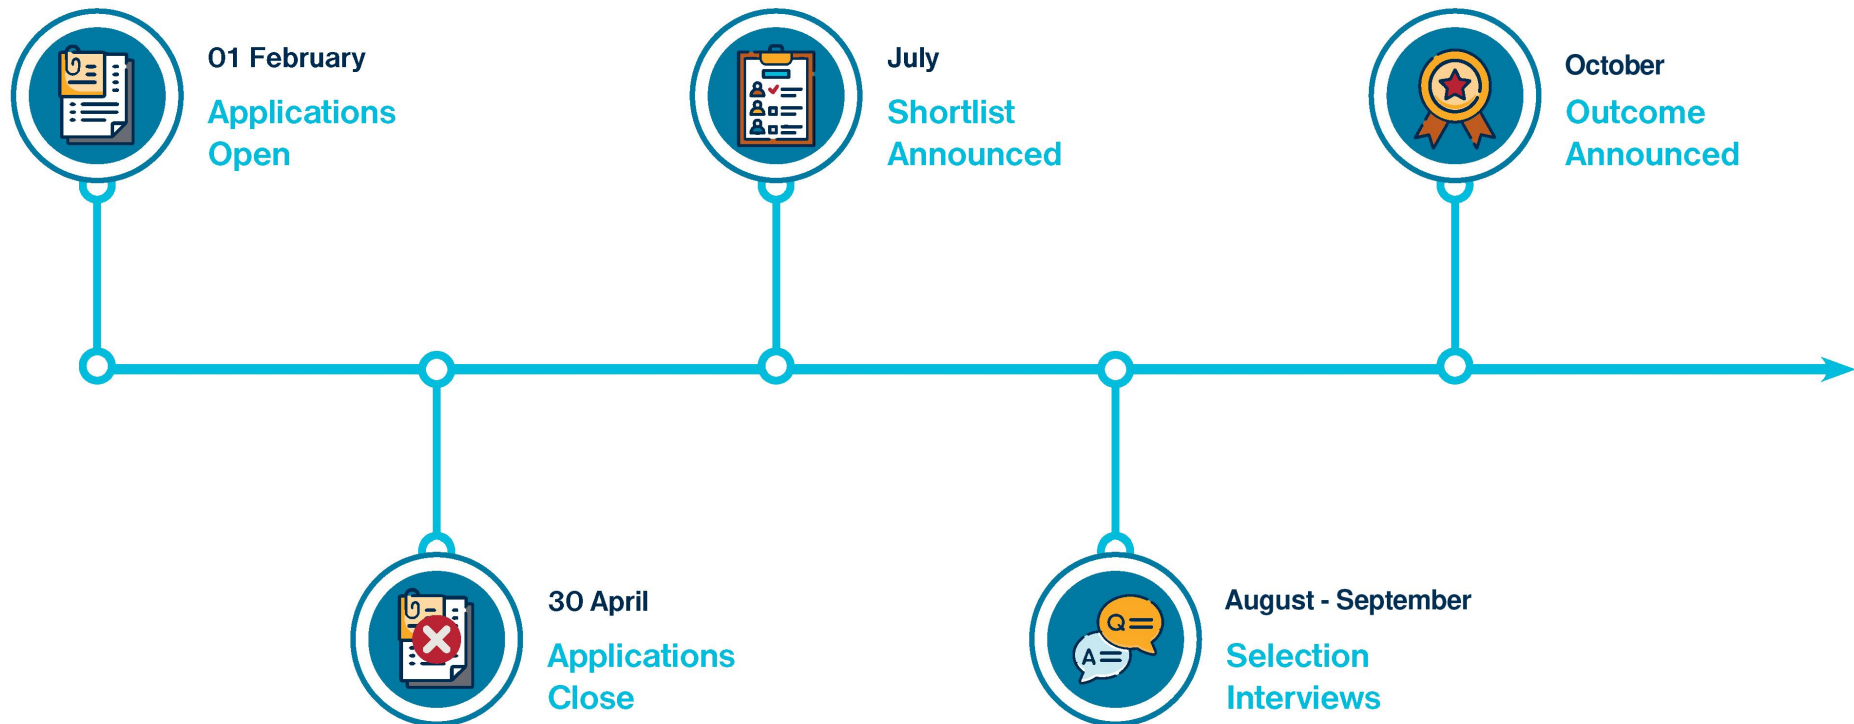 01 February
Applications
Open
July
Shortlist
Announced
October
Outcome
Announced
30 April
Applications
Close
August - September
Selection
Interviews
Q
A